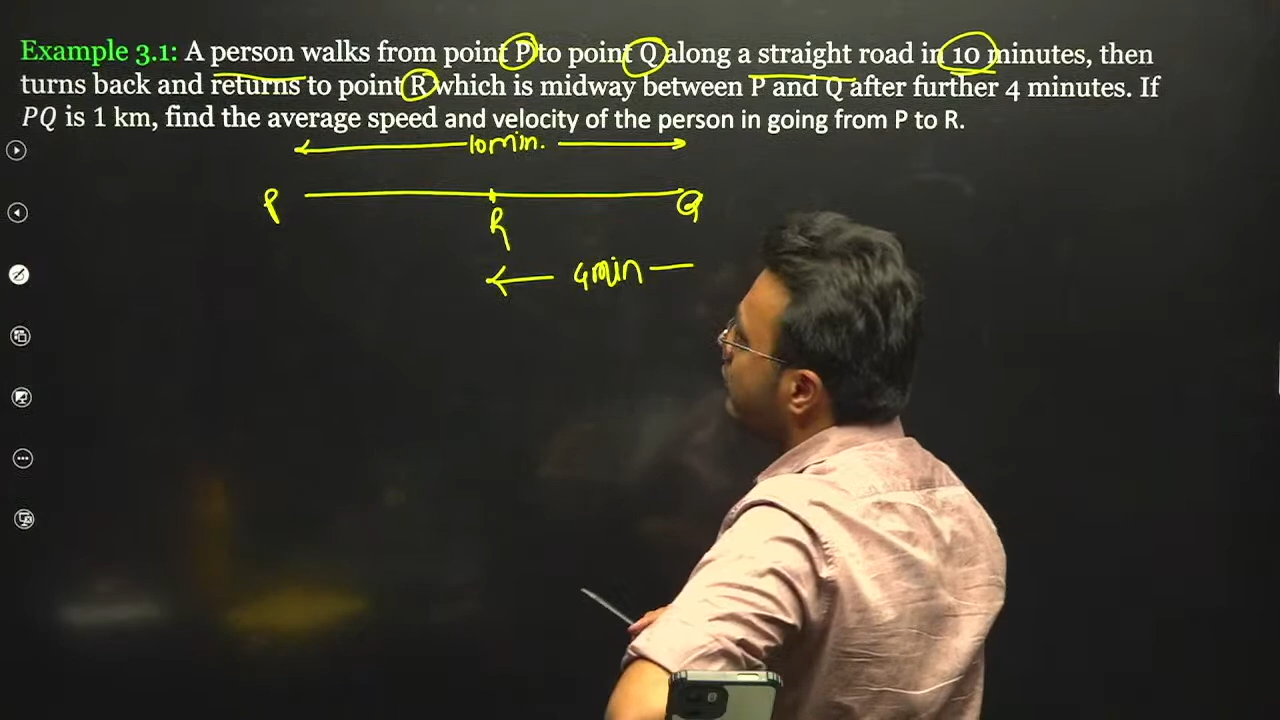 Example 3.1: A person walks from point P to point Q along a straight road in 10 minutes, then
turns back and returns to point R which is midway between P and Q after further 4 minutes. If
PQ is 1 km, find the average speed and velocity of the person in going from P to R.
10min.
P
R
Q
4min